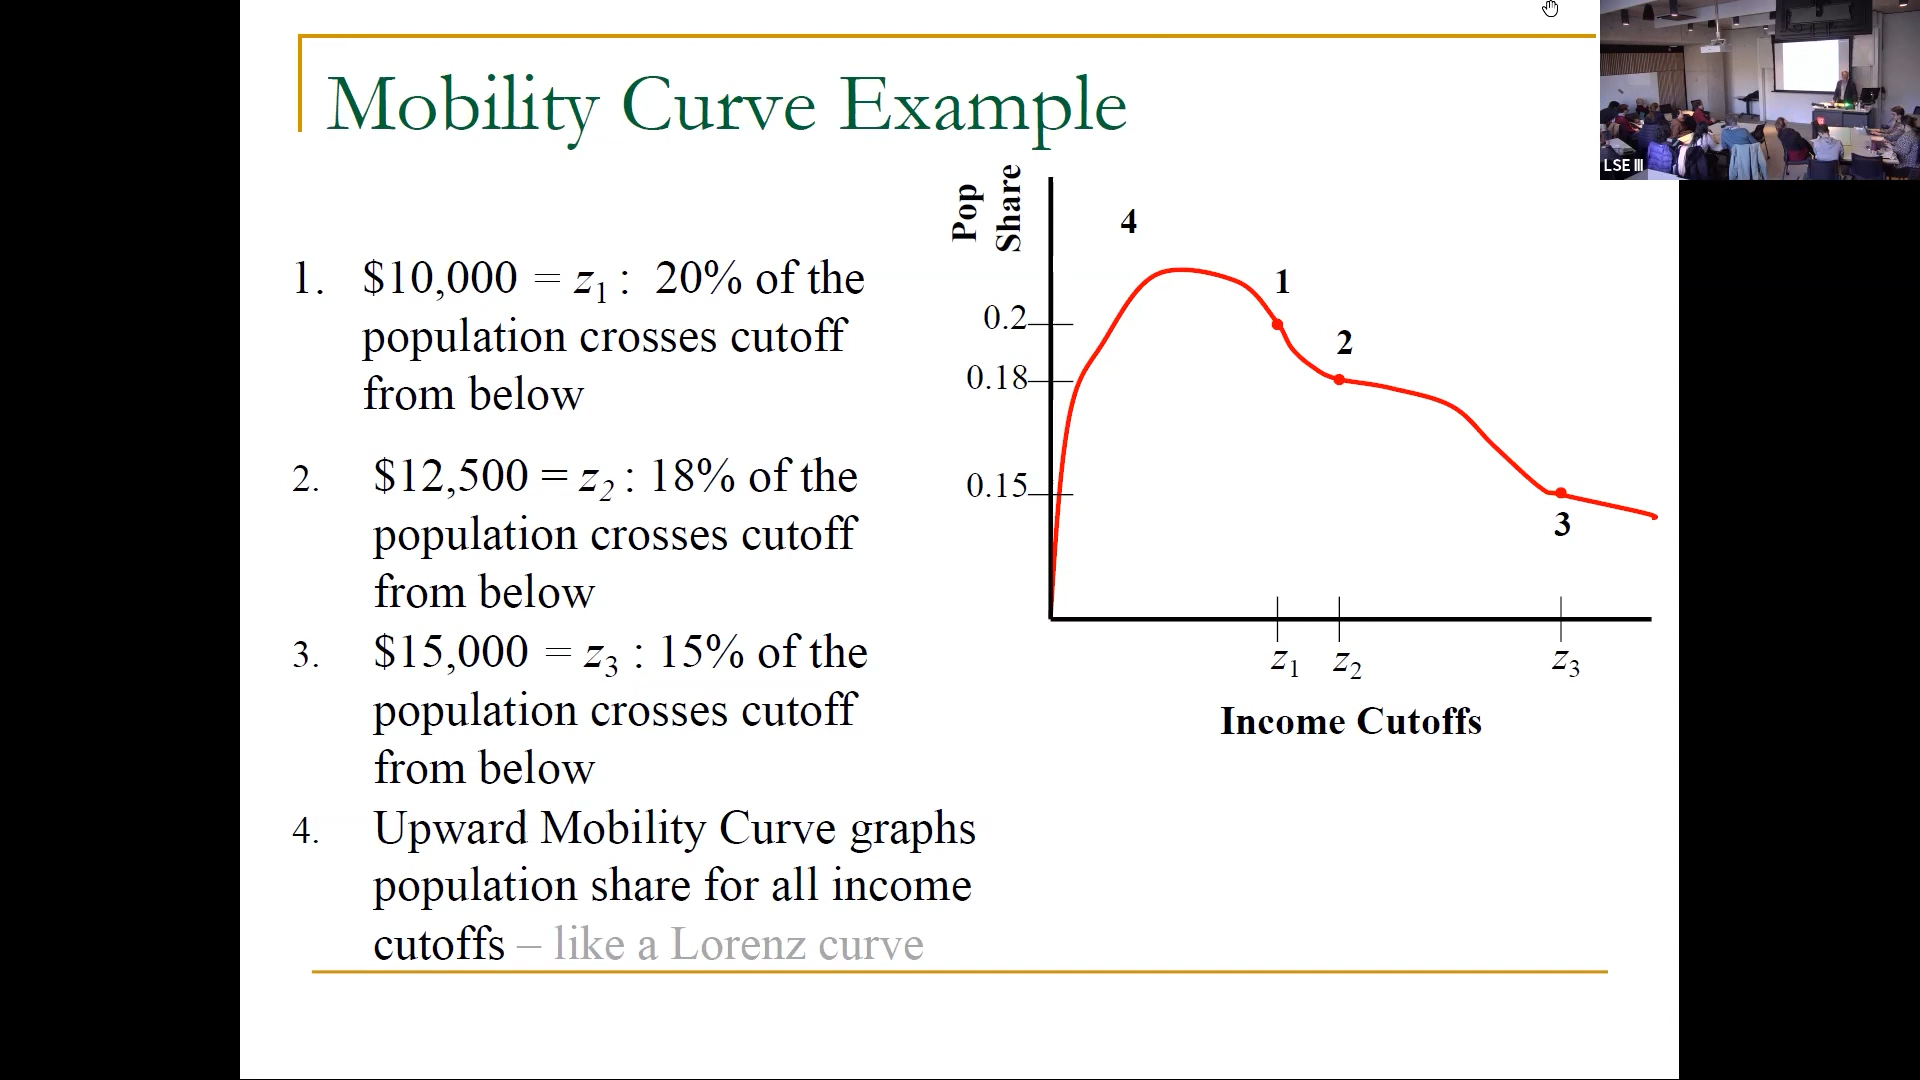 Mobility Curve Example
1. $10,000 = z1 : 20% of the
population crosses cutoff
from below
2. $12,500 = z2 : 18% of the
population crosses cutoff
from below
3. $15,000 = z3 : 15% of the
population crosses cutoff
from below
4. Upward Mobility Curve graphs
population share for all income
cutoffs – like a Lorenz curve
Pop
Share
4
1
0.2
2
0.18
0.15
3
z1 z2 z3
Income Cutoffs
LSE III